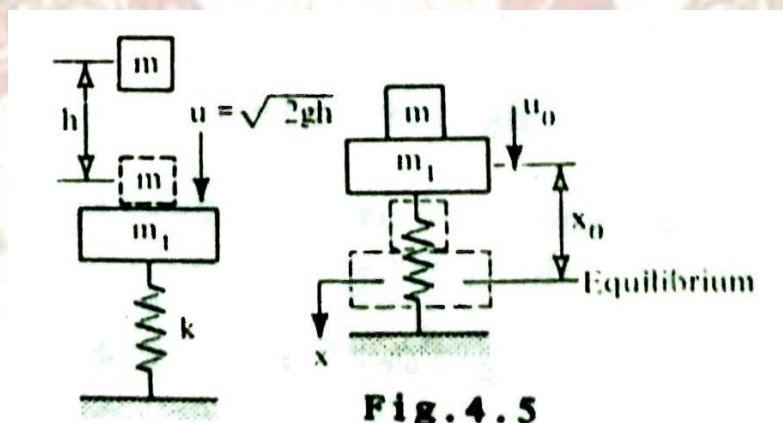 m
h
u = √2gh
m
m₁
k
m
u₀
m₁
x₀
Equilibrium
x
Fig.4.5